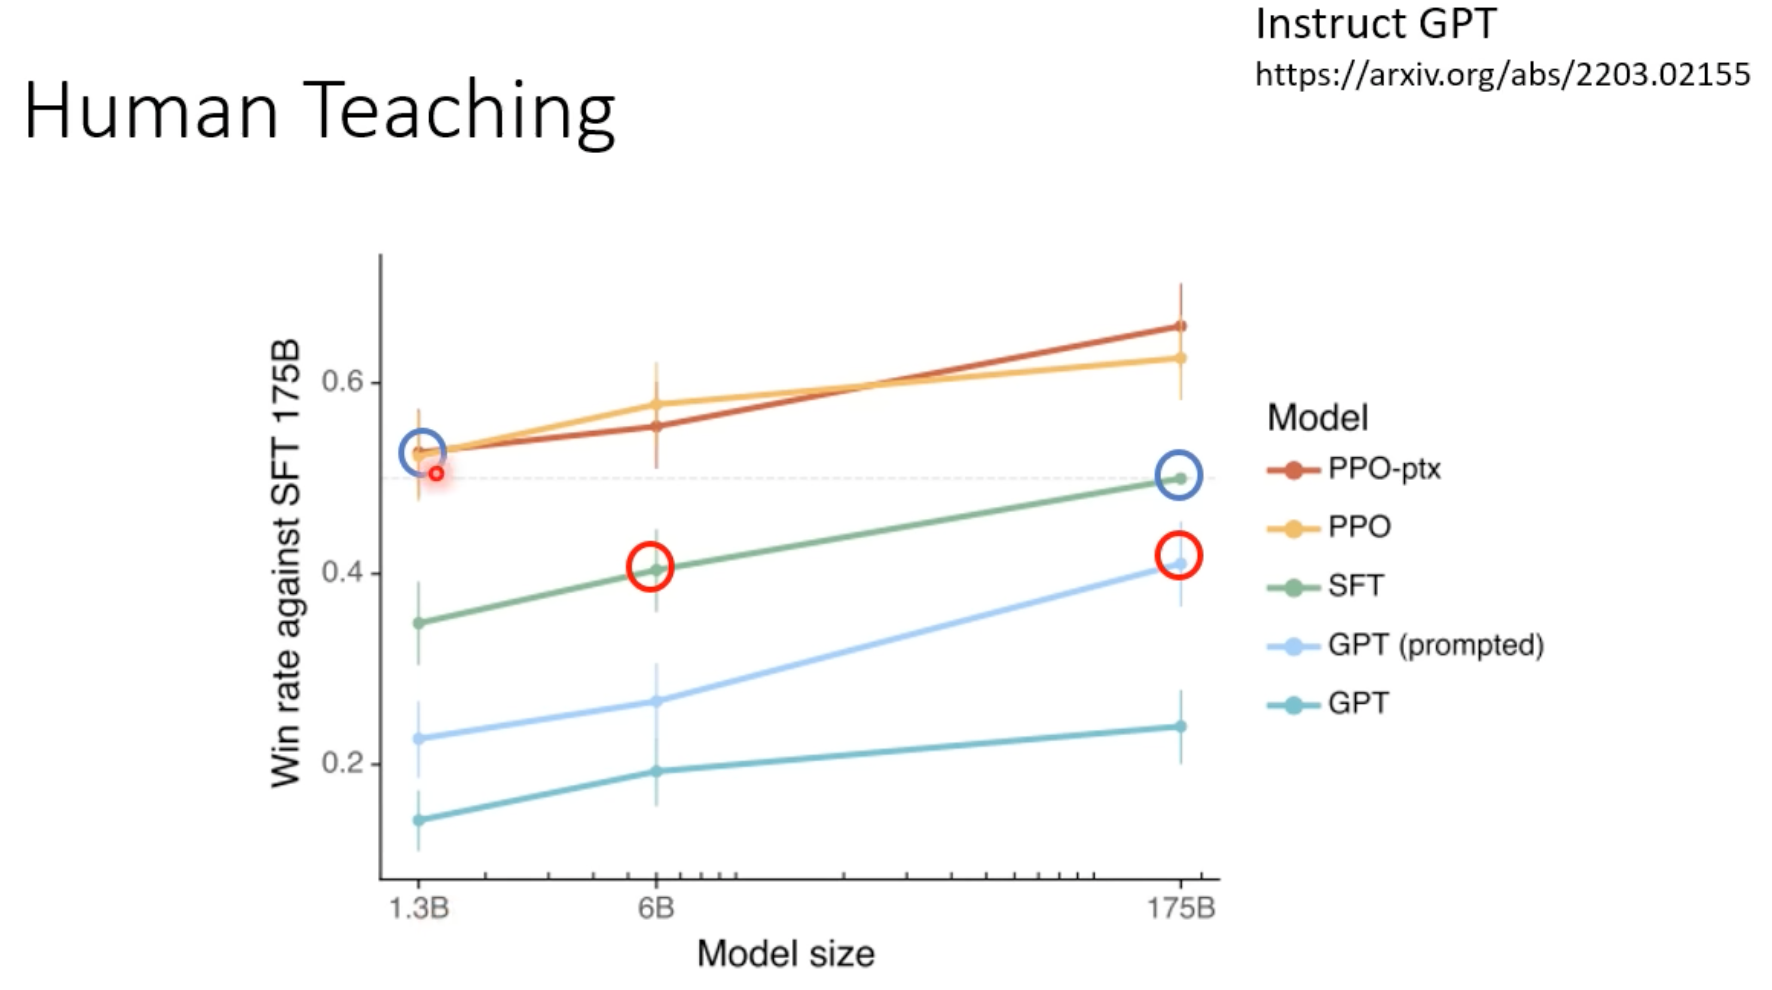 Instruct GPT
https://arxiv.org/abs/2203.02155
Human Teaching
Win rate against SFT 175B
0.6
0.4
0.2
1.3B
6B
175B
Model size
Model
PPO-ptx
PPO
SFT
GPT (prompted)
GPT